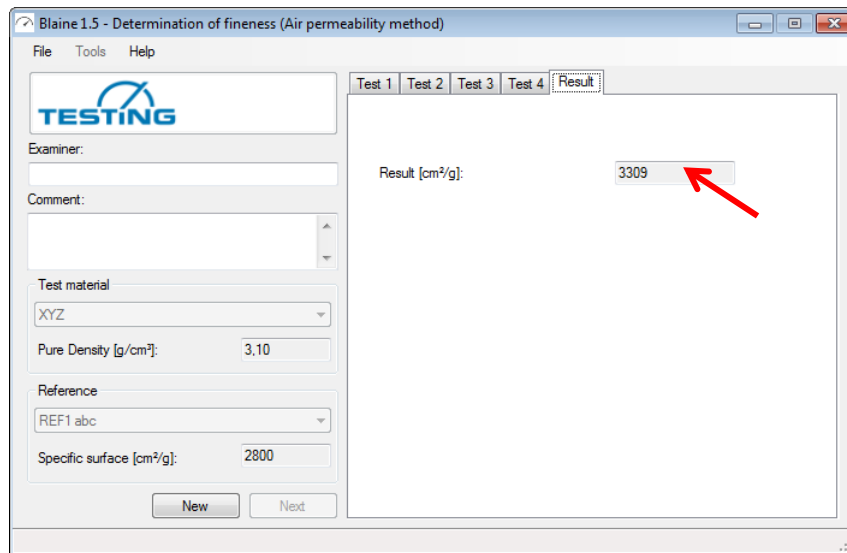 Blaine 1.5 - Determination of fineness (Air permeability method)
File Tools Help
TESTING
Examiner:
Comment:
Test material
XYZ
Pure Density [g/cm³]: 3,10
Reference
REF1 abc
Specific surface [cm²/g]: 2800
New Next
Test 1 Test 2 Test 3 Test 4 Result
Result [cm²/g]: 3309